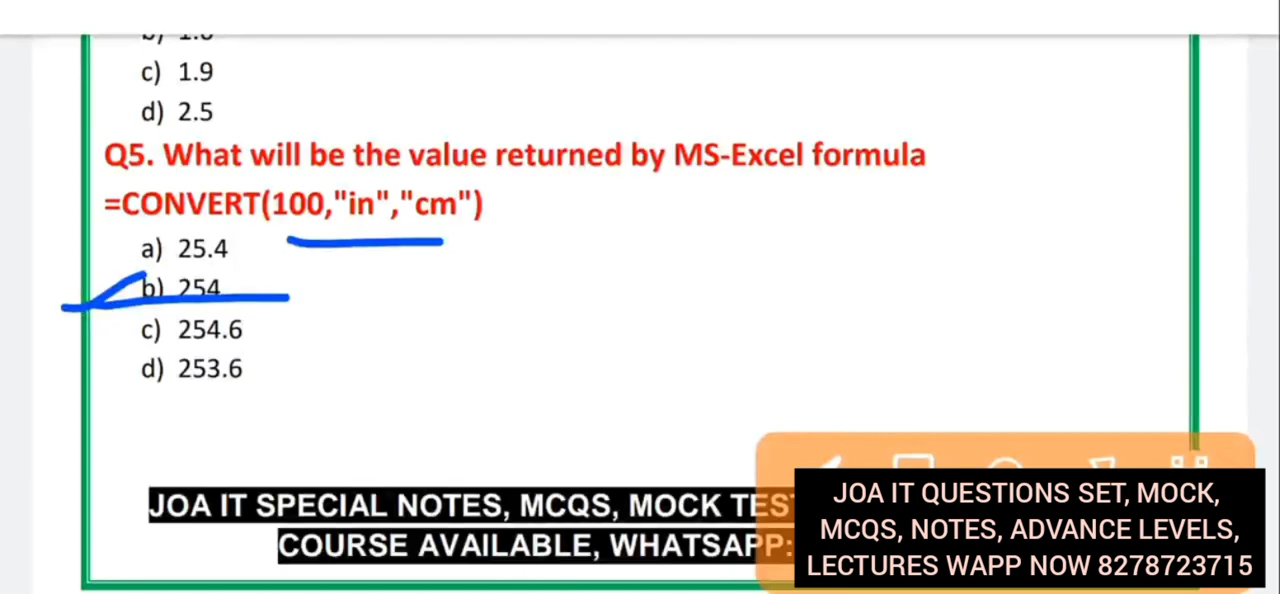 c) 1.9
d) 2.5
Q5. What will be the value returned by MS-Excel formula
=CONVERT(100,"in","cm")
a) 25.4
b) 254
c) 254.6
d) 253.6
JOA IT SPECIAL NOTES, MCQS, MOCK TES
COURSE AVAILABLE, WHATSAPP:
JOA IT QUESTIONS SET, MOCK,
MCQS, NOTES, ADVANCE LEVELS,
LECTURES WAPP NOW 8278723715